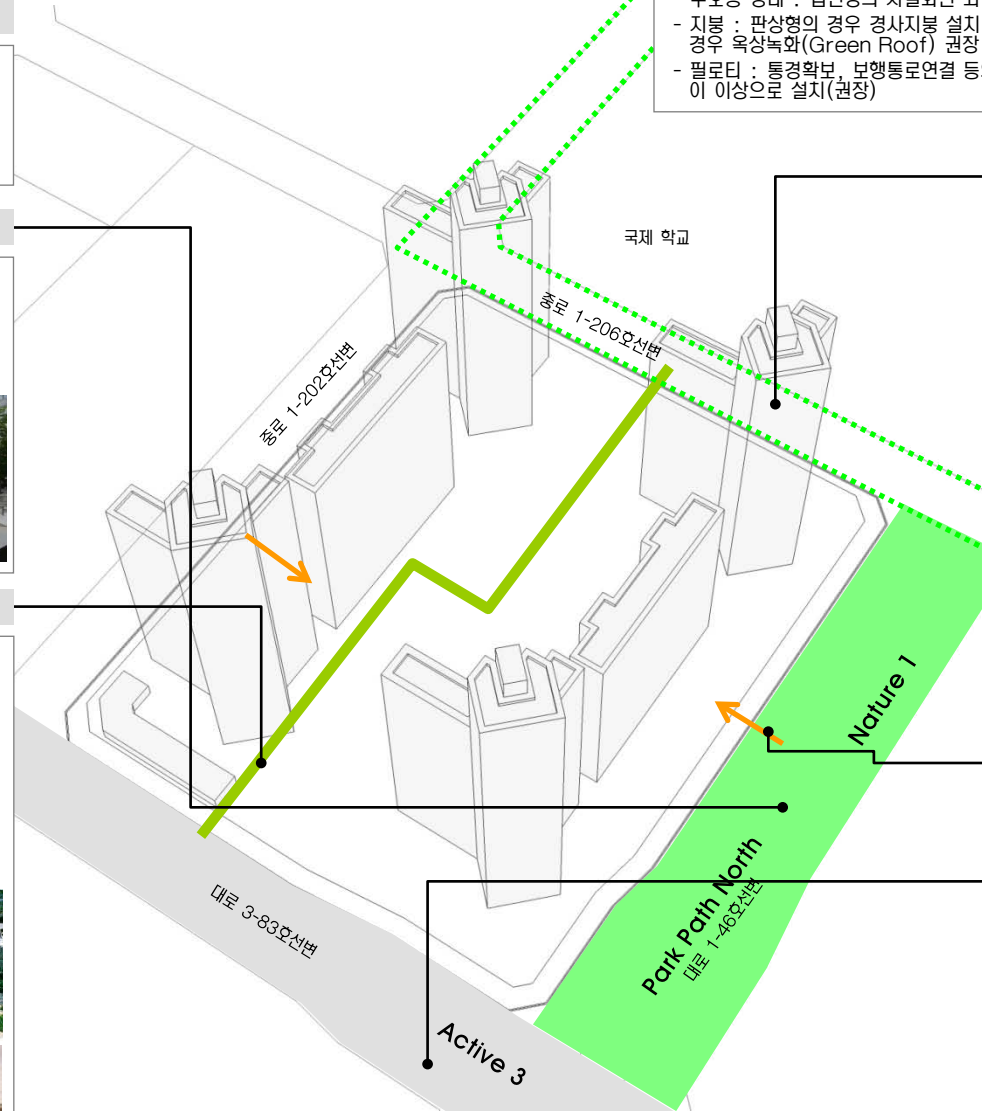 - 지붕 : 판상형의 경우 경사지붕 설치
경우 옥상녹화(Green Roof) 권장
- 필로티 : 통경확보, 보행통로연결 등
이 이상으로 설치(권장)
국제 학교
중로 1-206호선변
중로 1-202호선변
Nature 1
Park Path North
대로 1-46호선변
대로 3-83호선변
Active 3